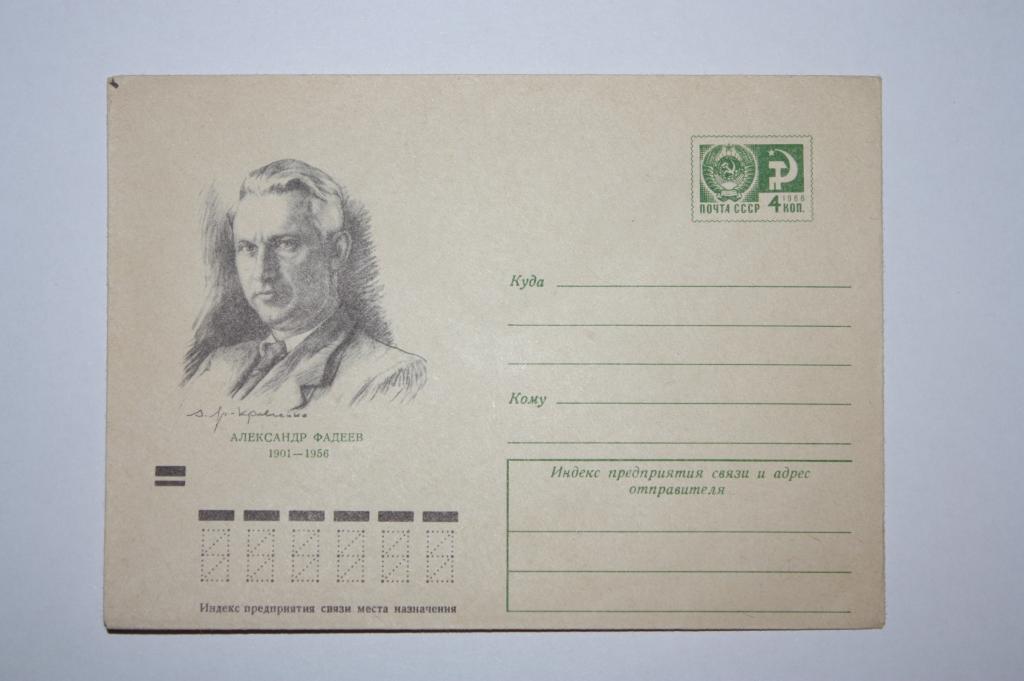 1966
ПОЧТА СССР 4 КОП.
Куда
Кому
АЛЕКСАНДР ФАДЕЕВ
1901—1956
Индекс предприятия связи и адрес
отправителя
Индекс предприятия связи места назначения